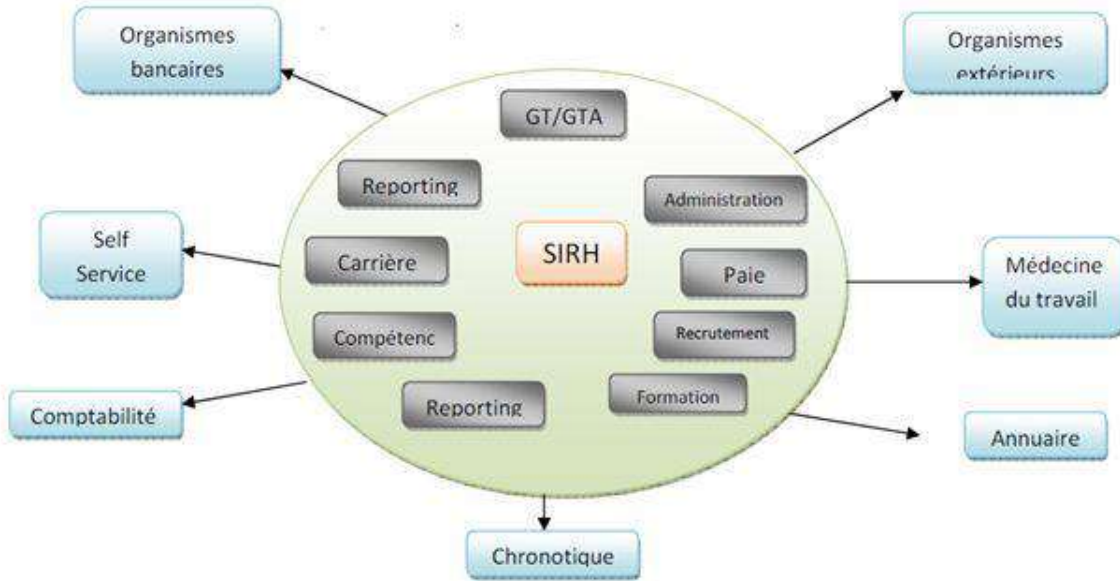 Organismes
bancaires
Organismes
extérieurs
GT/GTA
Reporting
Administration
Self
Service
SIRH
Carrière
Paie
Médecine
du travail
Compétenc
Recrutement
Comptabilité
Reporting
Formation
Annuaire
Chronotique